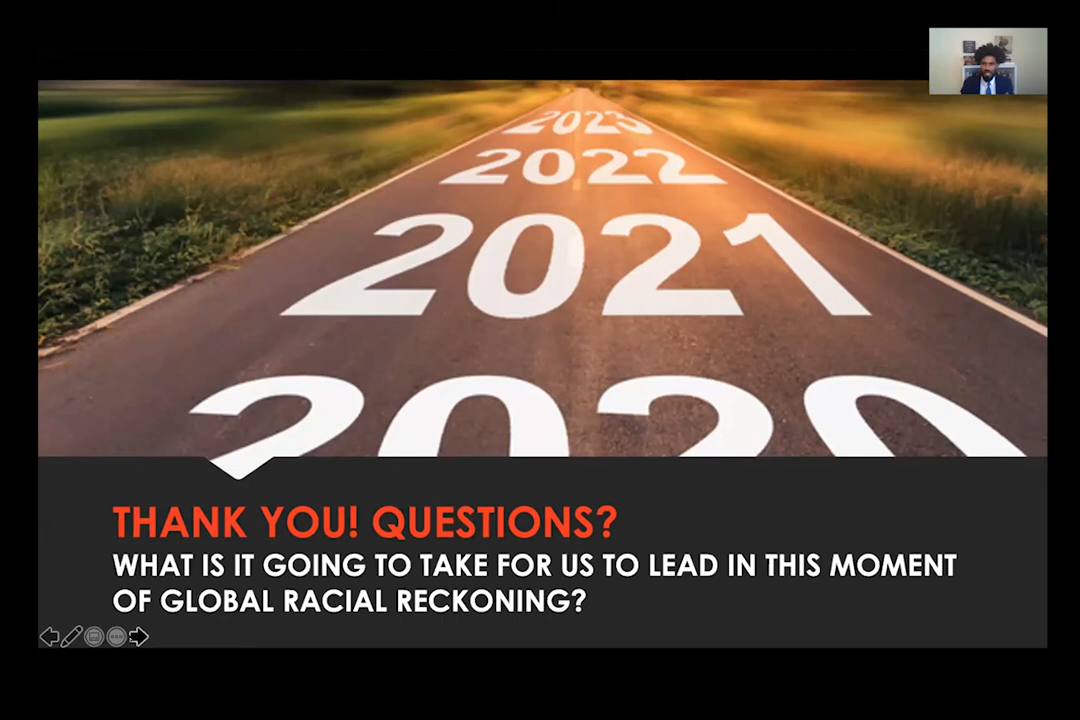 2023
2022
2021
2020
THANK YOU! QUESTIONS?
WHAT IS IT GOING TO TAKE FOR US TO LEAD IN THIS MOMENT
OF GLOBAL RACIAL RECKONING?